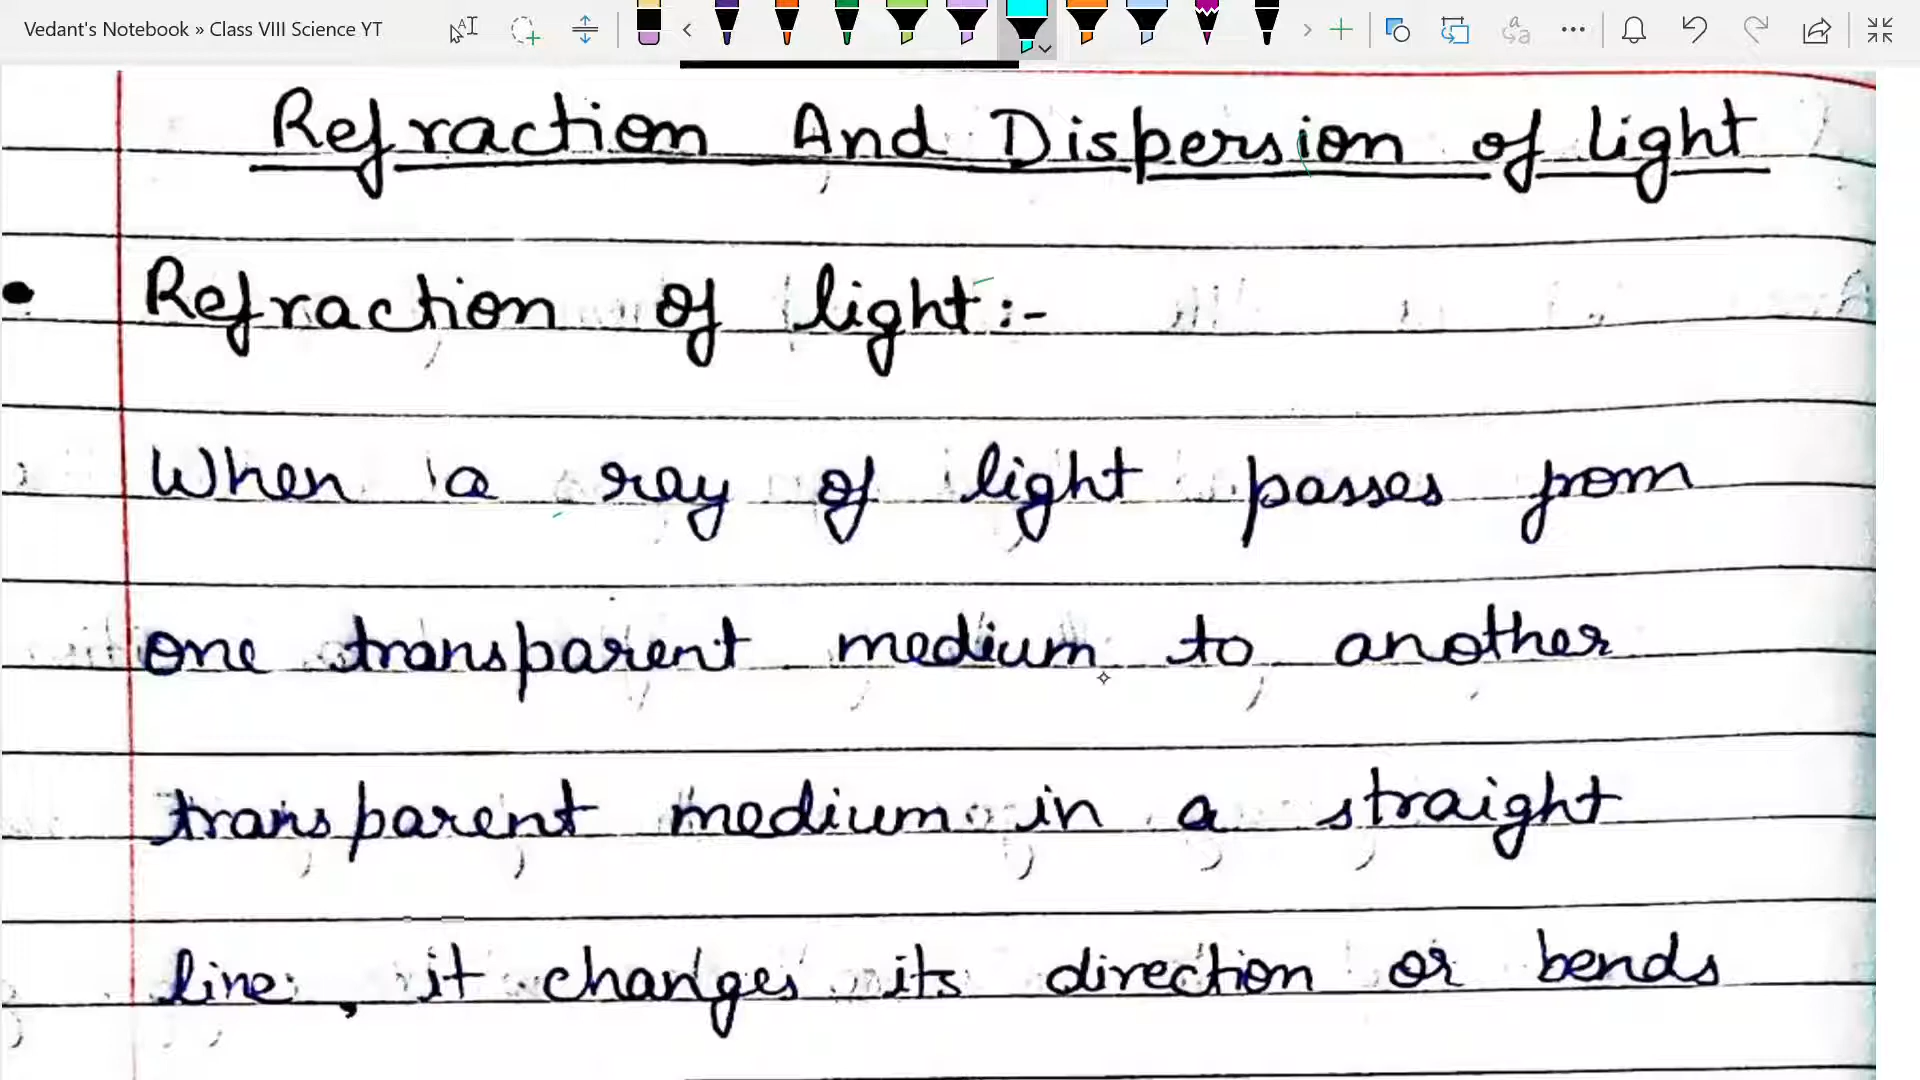 Vedant's Notebook » Class VIII Science YT
Refraction And Dispersion of light
Refraction of light:-
When a ray of light passes from
one transparent medium to another
transparent medium in a straight
line, it changes its direction or bends